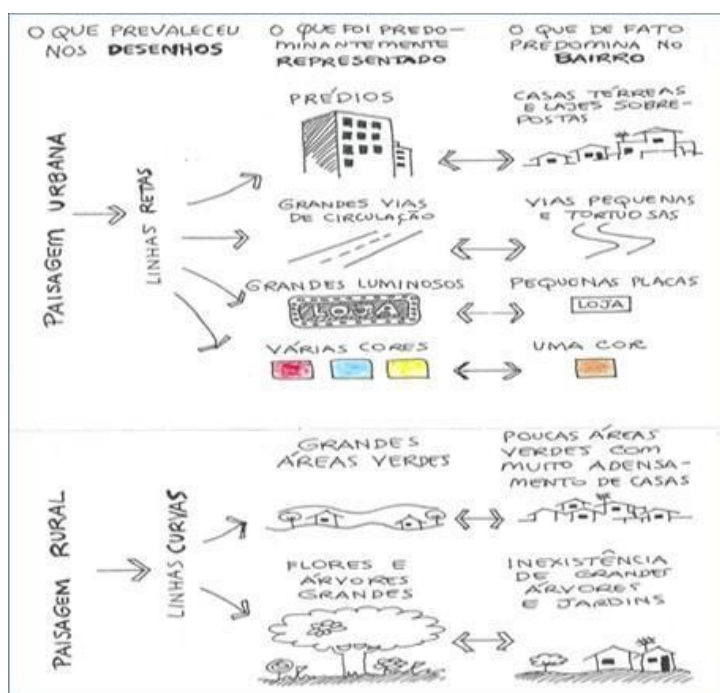 O QUE PREVALECEU
NOS DESENHOS
O QUE FOI PREDO-
MINANTEMENTE
REPRESENTADO
O QUE DE FATO
PREDOMINA NO
BAIRRO
PAISAGEM URBANA
LINHAS RETAS
PRÉDIOS
CASAS TÉRREAS
E LAJES SOBRE-
POSTAS
GRANDES VIAS
DE CIRCULAÇÃO
VIAS PEQUENAS
E TORTUOSAS
GRANDES LUMINOSOS
LOJA
PEQUENAS PLACAS
LOJA
VÁRIAS CORES
UMA COR
PAISAGEM RURAL
LINHAS CURVAS
GRANDES
ÁREAS VERDES
POUCAS ÁREAS
VERDES COM
MUITO ADENSA-
MENTO DE CASAS
FLORES E
ÁRVORES
GRANDES
INEXISTÊNCIA
DE GRANDES
ÁRVORES
E JARDINS